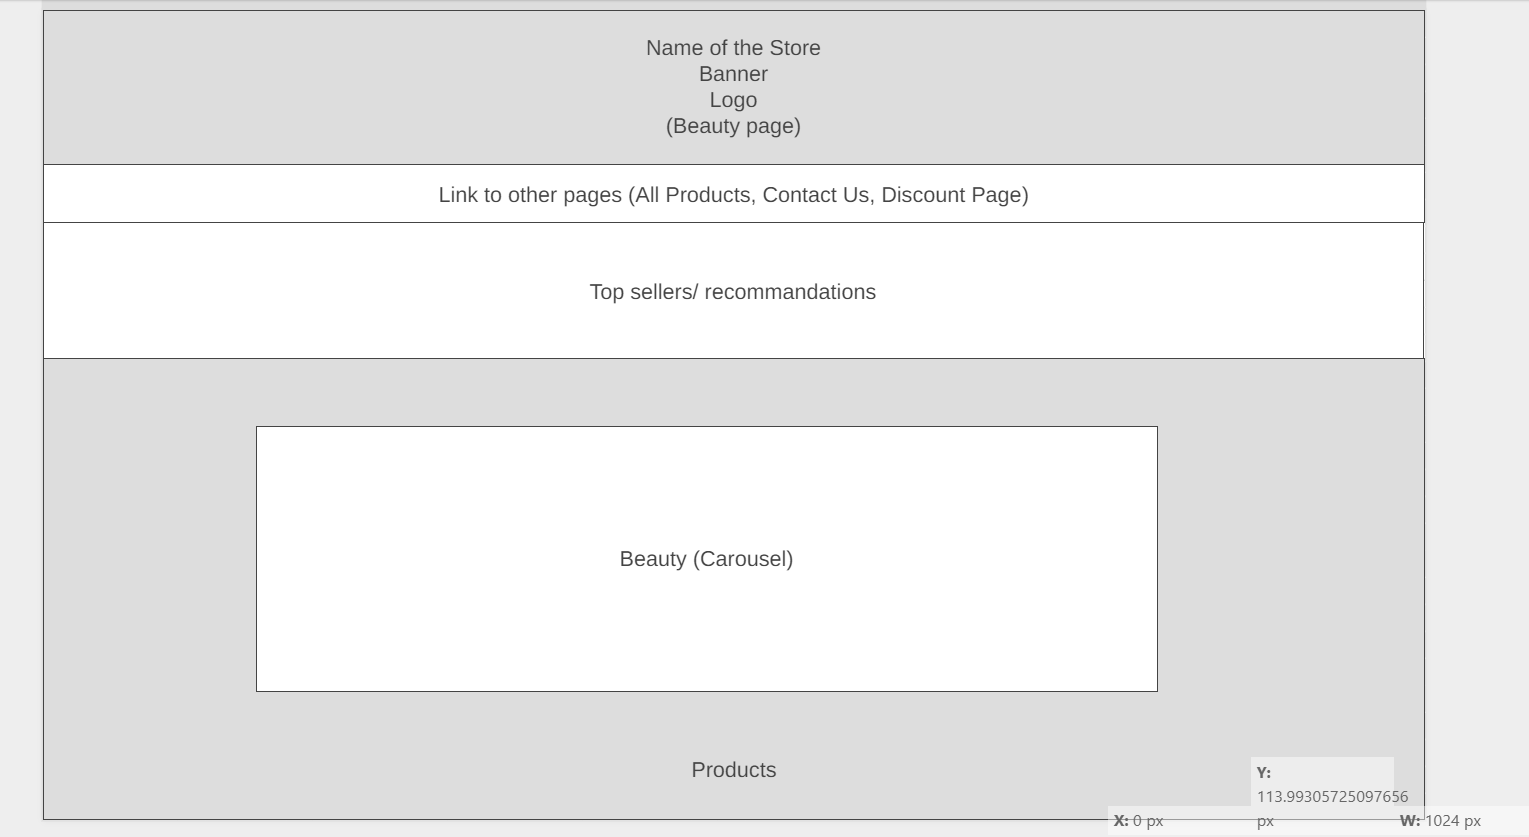 Name of the Store
Banner
Logo
(Beauty page)
Link to other pages (All Products, Contact Us, Discount Page)
Top sellers/ recommandations
Beauty (Carousel)
Products
Y:
113.99305725097656
X: 0 px px W: 1024 px